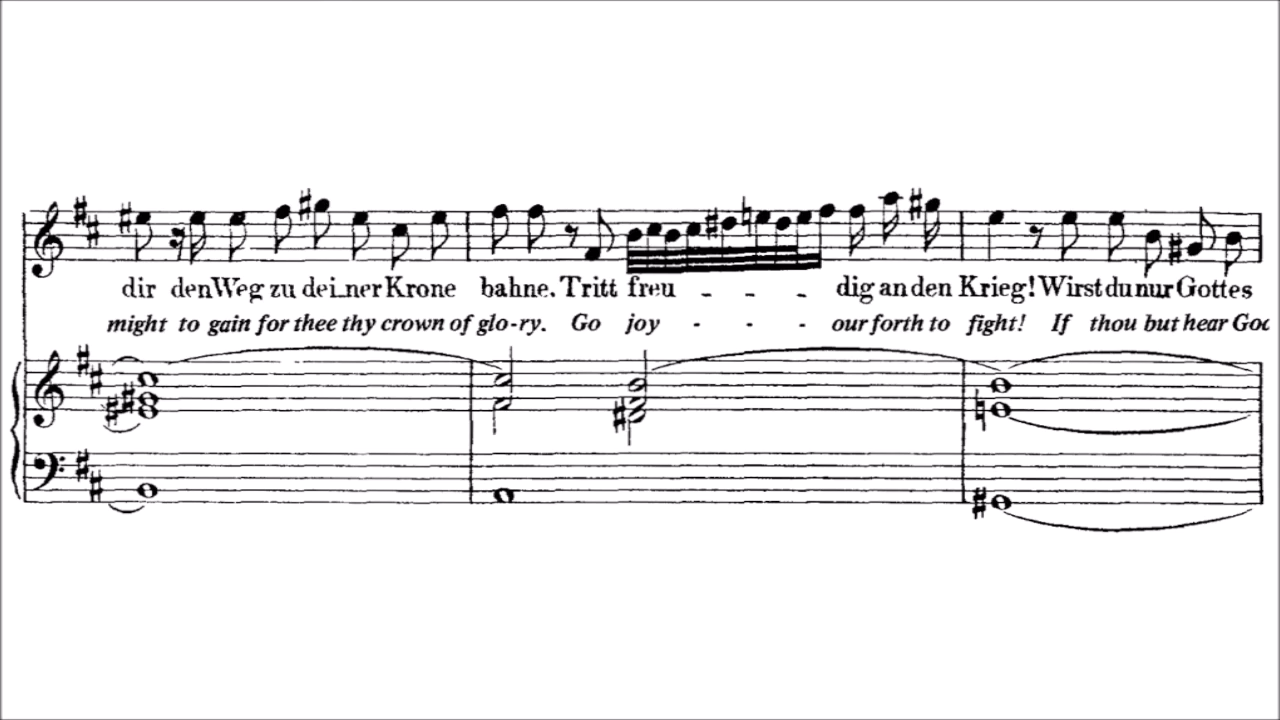 dir den Weg zu dei_ner Krone bahne. Tritt freu - - - - dig an den Krieg! Wirst du nur Gottes
might to gain for thee thy crown of glo-ry. Go joy - - - - our forth to fight! If thou but hear Goc